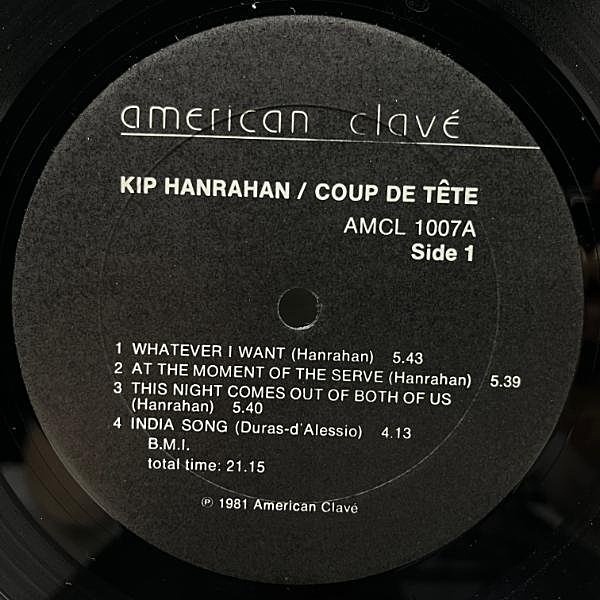 american clavé
KIP HANRAHAN / COUP DE TÊTE
AMCL 1007A
Side 1
1 WHATEVER I WANT (Hanrahan) 5.43
2 AT THE MOMENT OF THE SERVE (Hanrahan) 5.39
3 THIS NIGHT COMES OUT OF BOTH OF US
(Hanrahan) 5.40
4 INDIA SONG (Duras-d'Alessio) 4.13
B.M.I.
total time: 21.15
℗ 1981 American Clavé